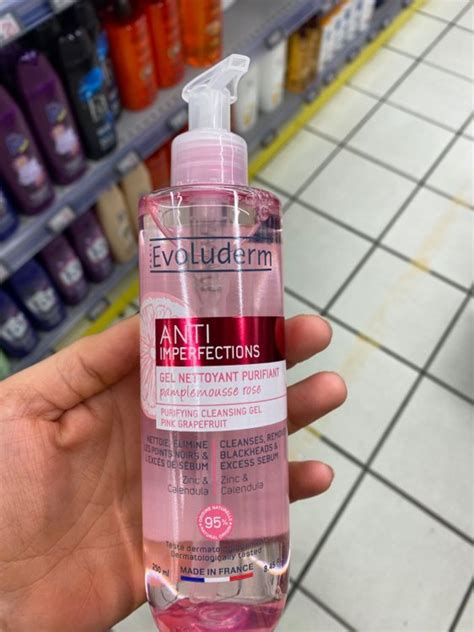 Evoluderm
ANTI
IMPERFECTIONS
GEL NETTOYANT PURIFIANT
pamplemousse rose
PURIFYING CLEANSING GEL
PINK GRAPEFRUIT
NETTOIE, ÉLIMINE
LES POINTS NOIRS &
L'EXCÈS DE SÉBUM
Zinc &
Calendula
CLEANSES, REMOVES
BLACKHEADS &
EXCESS SEBUM
Zinc &
Calendula
95%
Testé dermatologiquement
Dermatologically tested
250 ml
MADE IN FRANCE